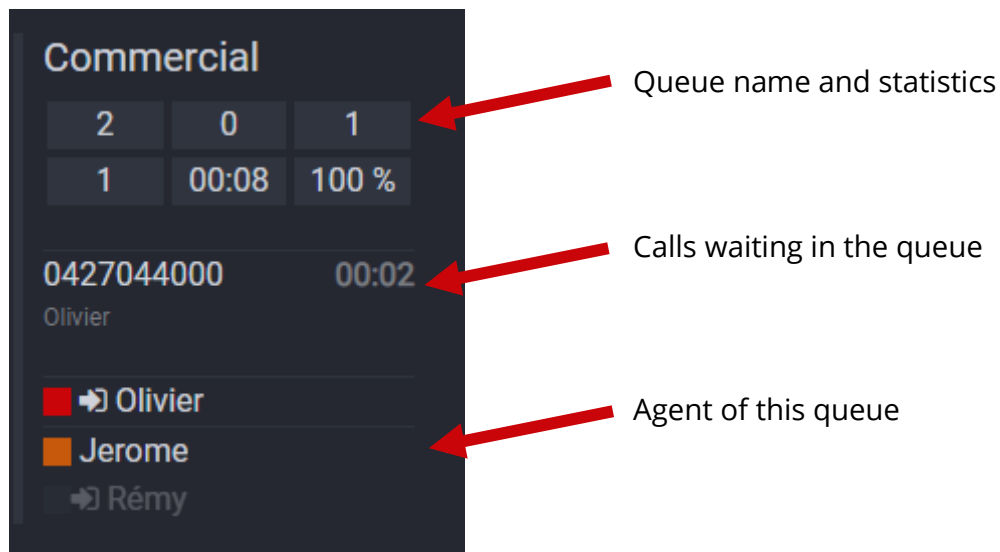 Commercial
2 0 1
1 00:08 100 %
0427044000 00:02
Olivier
Olivier
Jerome
Rémy
Queue name and statistics
Calls waiting in the queue
Agent of this queue